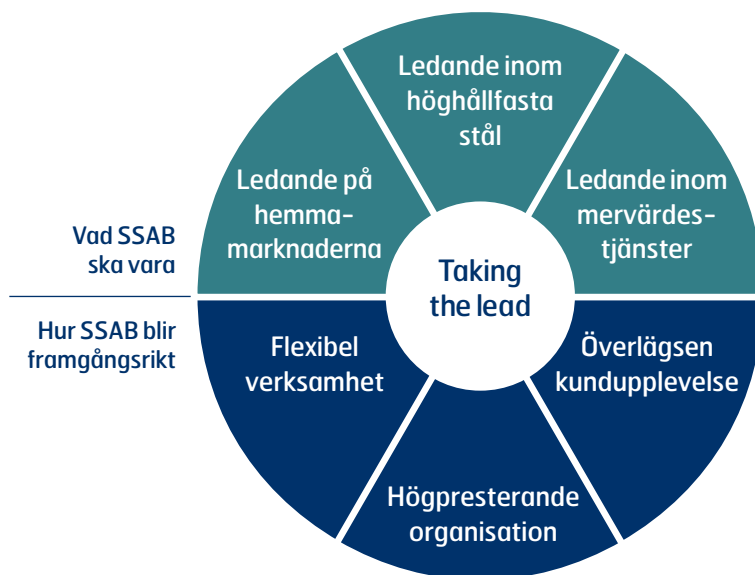 Ledande inom
höghållfasta
stål
Ledande på
hemma-
marknaderna
Ledande inom
mervärdes-
tjänster
Vad SSAB
ska vara
Taking
the lead
Hur SSAB blir
framgångsrikt
Flexibel
verksamhet
Överlägsen
kundupplevelse
Högpresterande
organisation